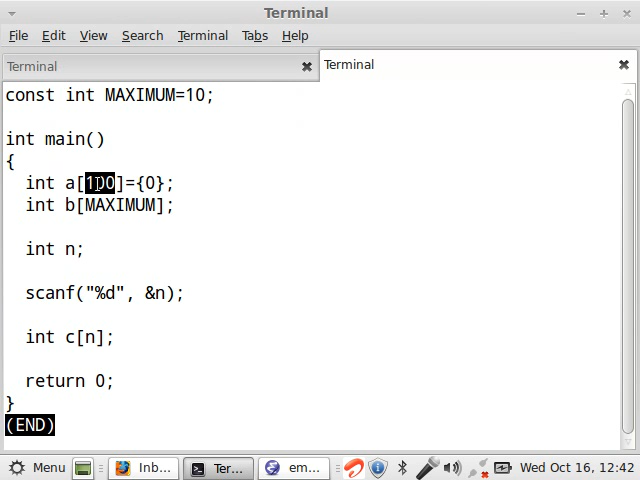 Terminal
File Edit View Search Terminal Tabs Help
Terminal
Terminal
const int MAXIMUM=10;
int main()
{
int a[100]={0};
int b[MAXIMUM];
int n;
scanf("%d", &n);
int c[n];
return 0;
}
(END)
Menu Inb... Ter... em... Wed Oct 16, 12:42